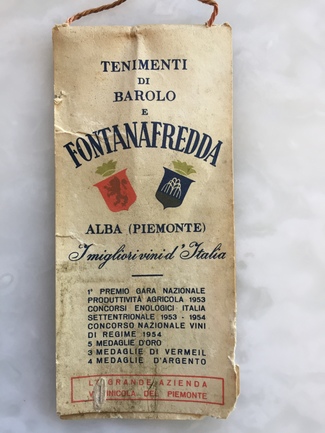 TENIMENTI
DI
BAROLO
E
FONTANAFREDDA
ALBA (PIEMONTE)
I migliori vini d'Italia
1° PREMIO GARA NAZIONALE
PRODUTTIVITÀ AGRICOLA 1953
CONCORSI ENOLOGICI ITALIA
SETTENTRIONALE 1953 - 1954
CONCORSO NAZIONALE VINI
DI REGIME 1954
5 MEDAGLIE D'ORO
3 MEDAGLIE DI VERMEIL
4 MEDAGLIE D'ARGENTO
GRANDE AZIENDA
DEL PIEMONTE